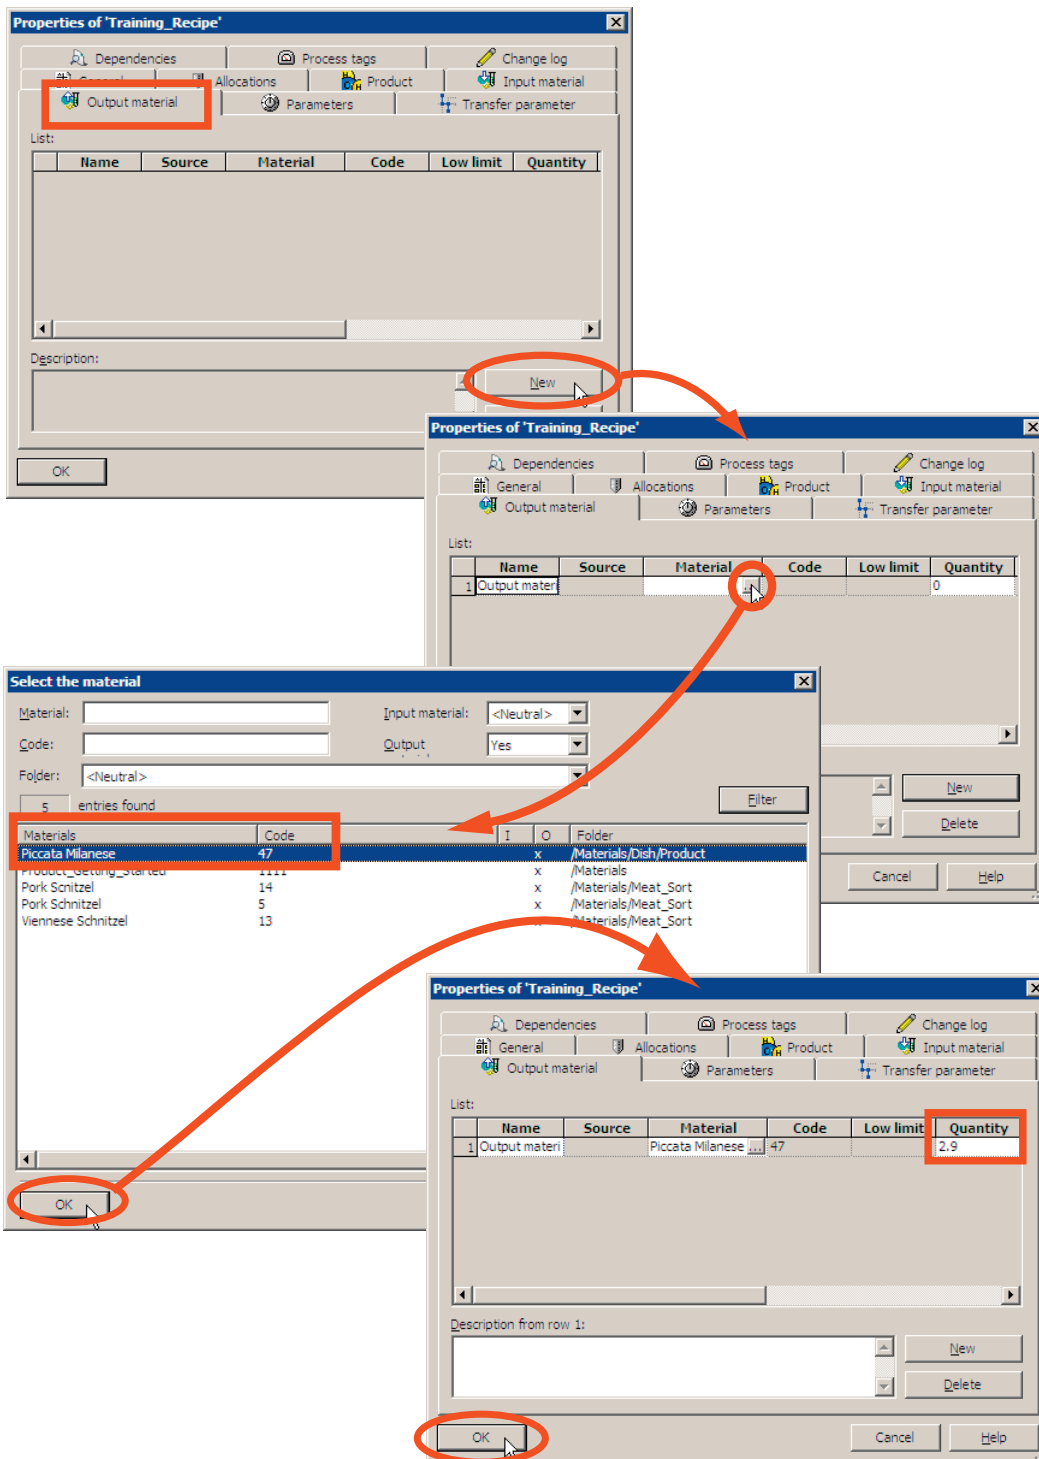 Properties of 'Training_Recipe'
Dependencies Process tags Change log
General Allocations Product Input material
Output material Parameters Transfer parameter
List:
Name Source Material Code Low limit Quantity
Description:
New
OK
Properties of 'Training_Recipe'
Dependencies Process tags Change log
General Allocations Product Input material
Output material Parameters Transfer parameter
List:
Name Source Material Code Low limit Quantity
1 Output materi ... 0
New
Delete
Cancel Help
Select the material
Material: Input material: <Neutral>
Code: Output Yes
Folder: <Neutral>
5 entries found
Filter
Materials Code I O Folder
Piccata Milanese 47 x /Materials/Dish/Product
Product_Getting_Started 1111 x /Materials
Pork Scnitzel 14 x /Materials/Meat_Sort
Pork Schnitzel 5 x /Materials/Meat_Sort
Viennese Schnitzel 13 x /Materials/Meat_Sort
OK
Properties of 'Training_Recipe'
Dependencies Process tags Change log
General Allocations Product Input material
Output material Parameters Transfer parameter
List:
Name Source Material Code Low limit Quantity
1 Output materi Piccata Milanese ... 47 2.9
Description from row 1:
New
Delete
OK Cancel Help